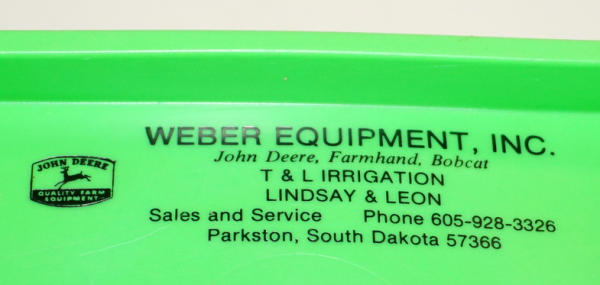 WEBER EQUIPMENT, INC.
John Deere, Farmhand, Bobcat
T & L IRRIGATION
LINDSAY & LEON
Sales and Service Phone 605-928-3326
Parkston, South Dakota 57366
JOHN DEERE
QUALITY FARM
EQUIPMENT